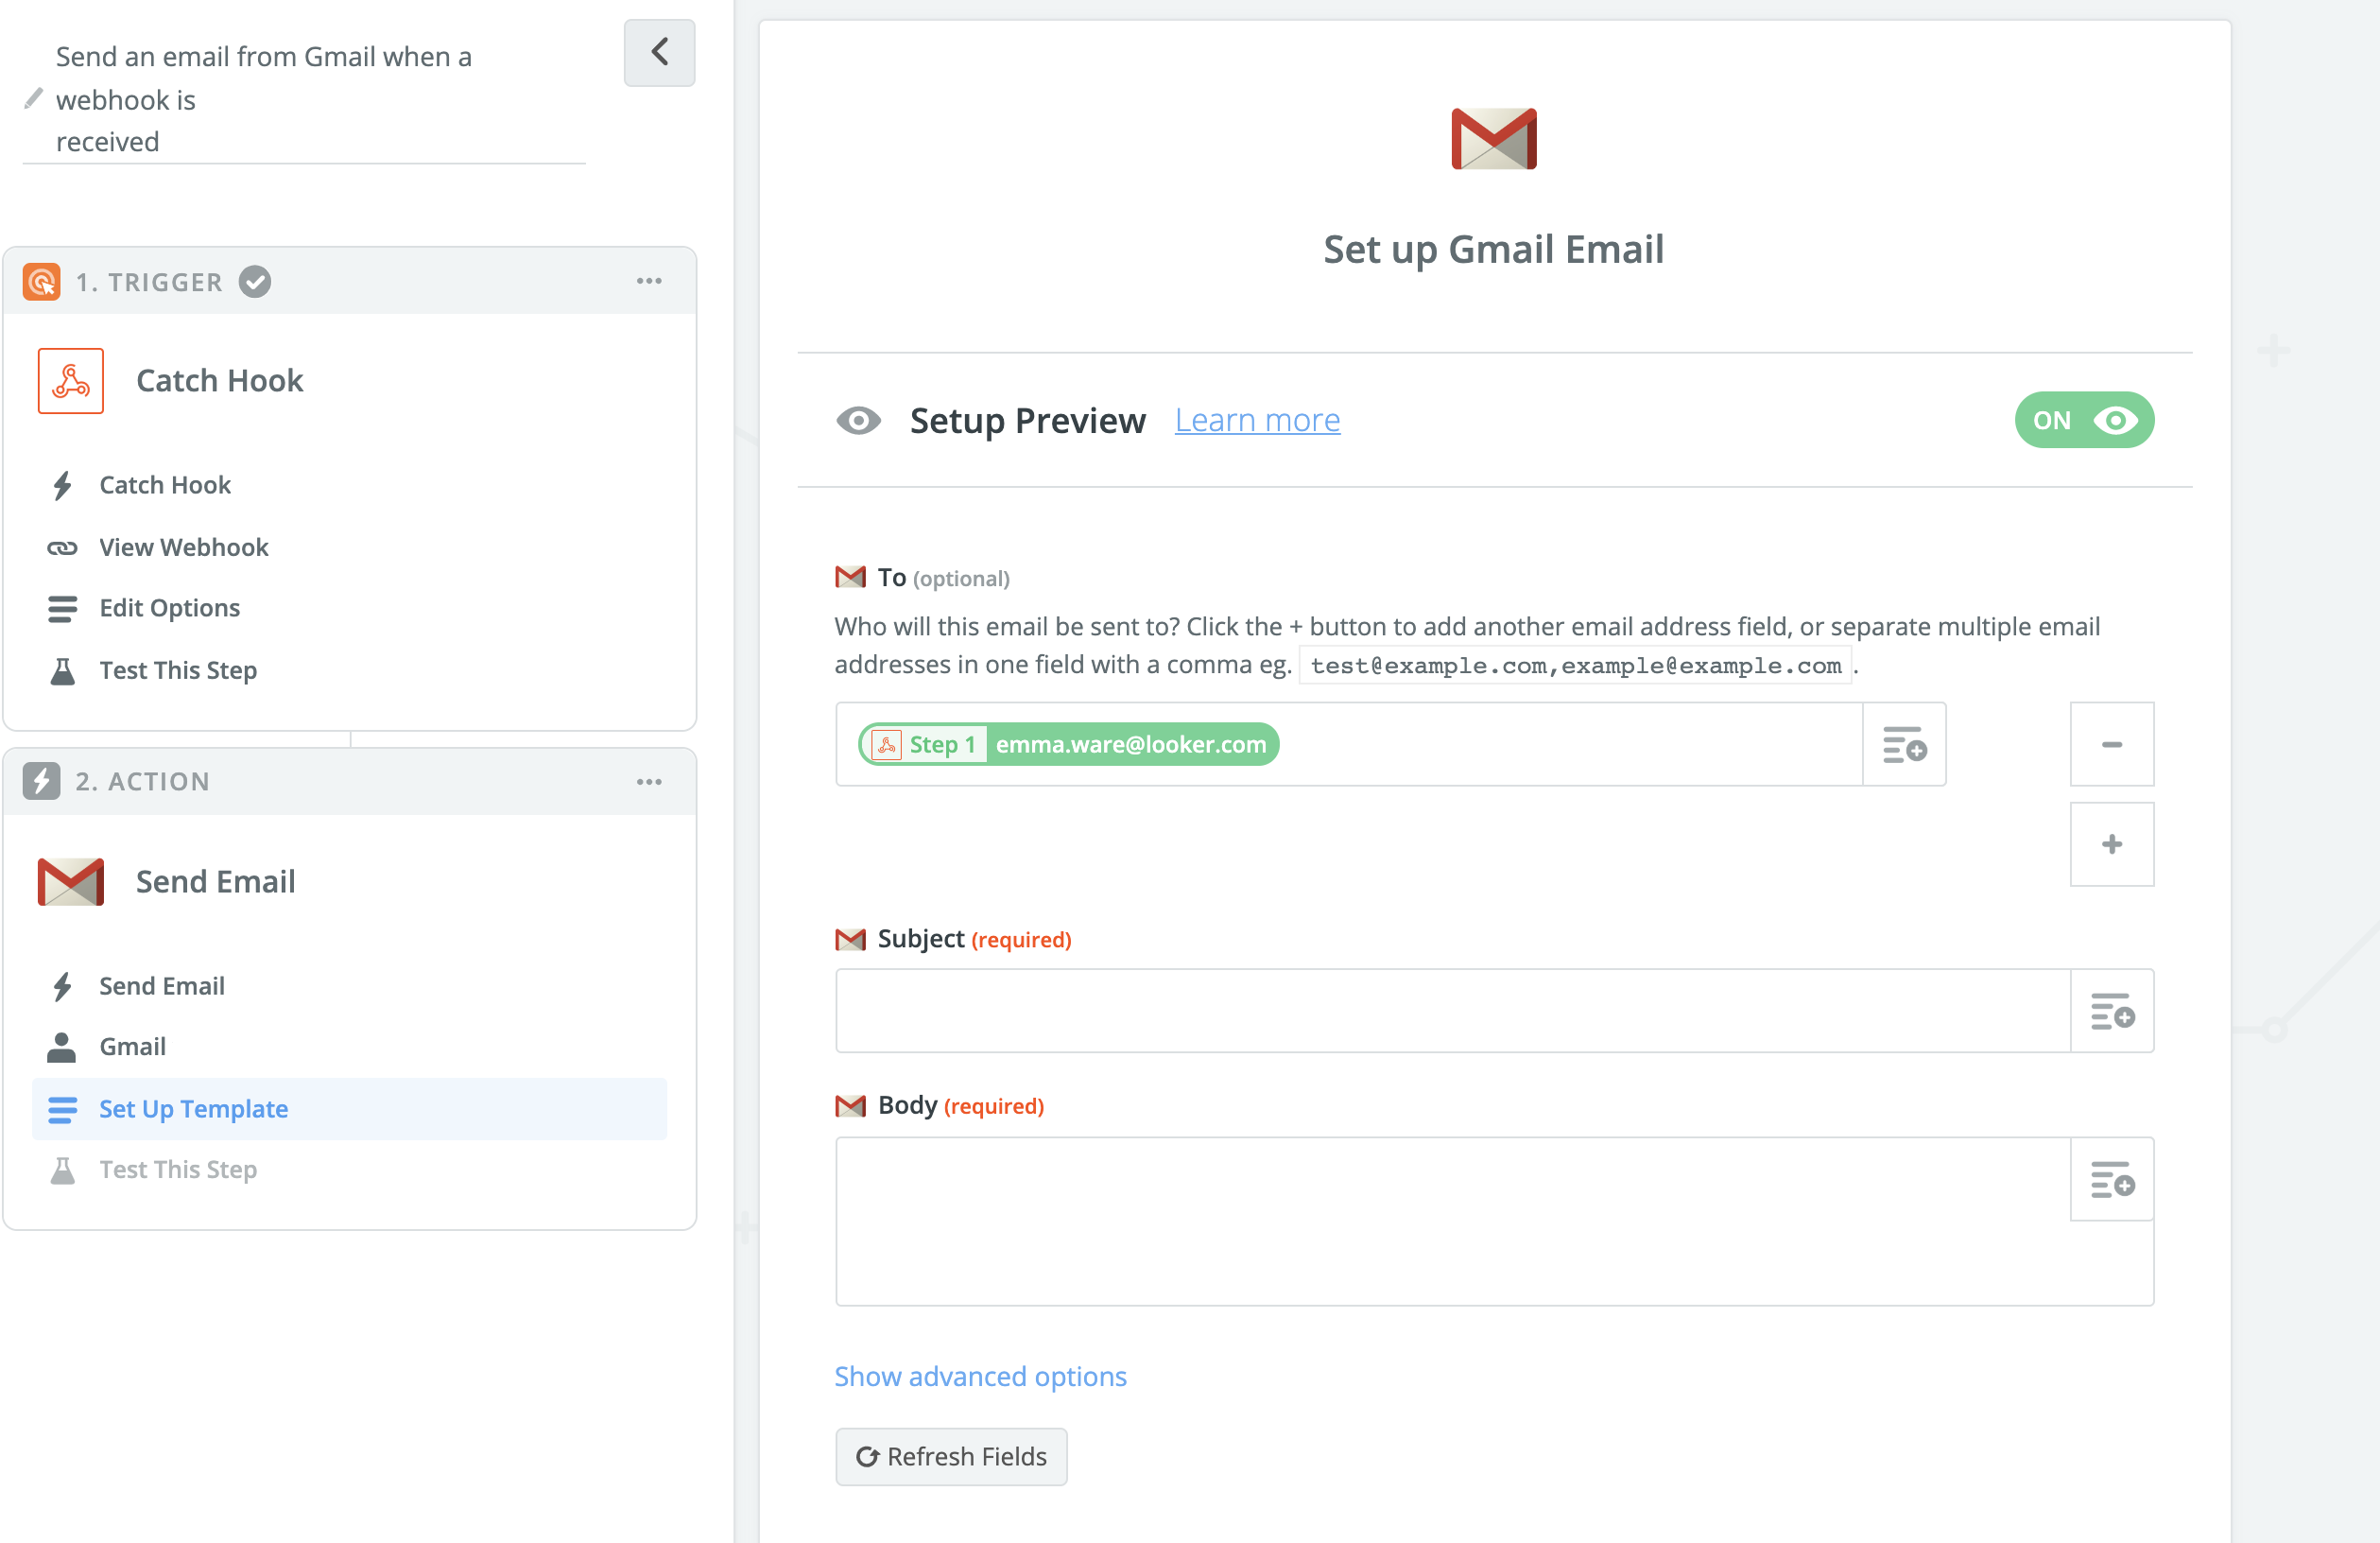 Send an email from Gmail when a
webhook is
received
1. TRIGGER
Catch Hook
Catch Hook
View Webhook
Edit Options
Test This Step
2. ACTION
Send Email
Send Email
Gmail
Set Up Template
Test This Step
Set up Gmail Email
Setup Preview Learn more ON
To (optional)
Who will this email be sent to? Click the + button to add another email address field, or separate multiple email
addresses in one field with a comma eg. test@example.com,example@example.com.
Step 1 emma.ware@looker.com
Subject (required)
Body (required)
Show advanced options
Refresh Fields